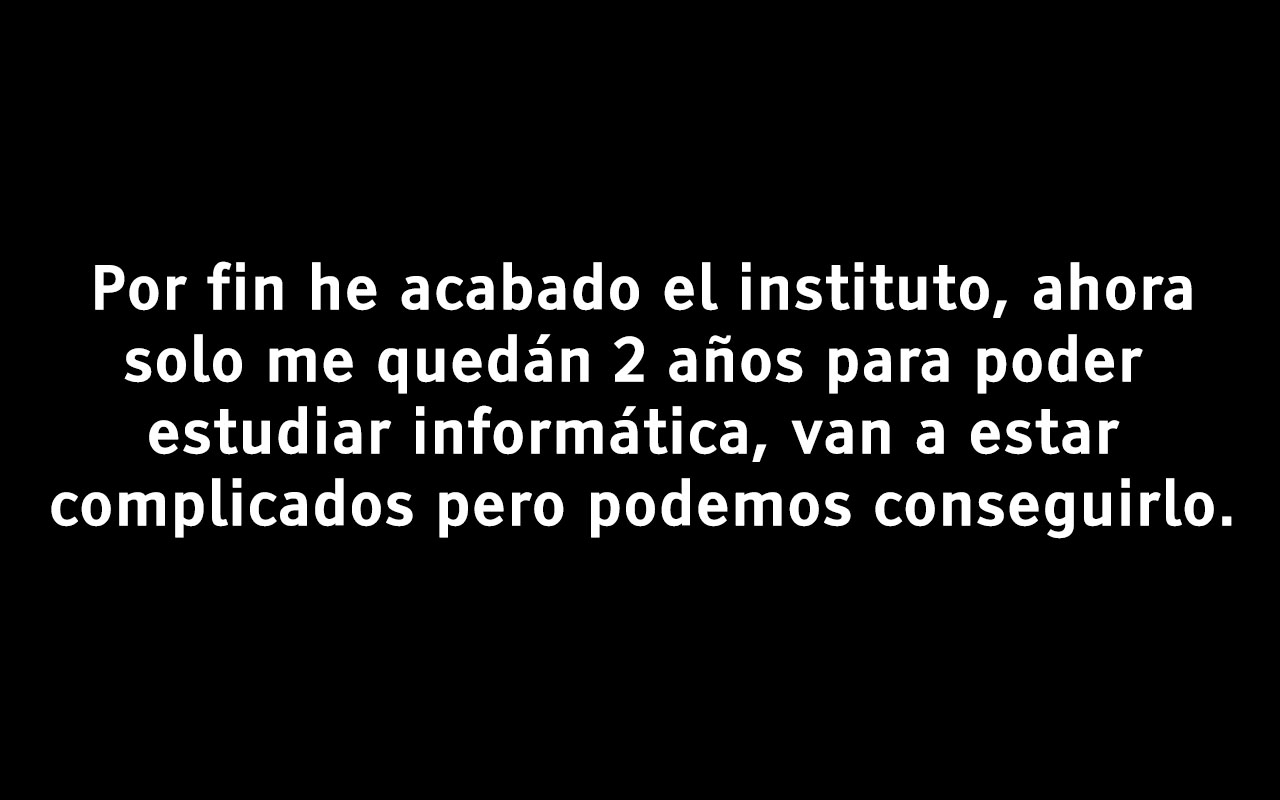 Por fin he acabado el instituto, ahora
solo me quedán 2 años para poder
estudiar informática, van a estar
complicados pero podemos conseguirlo.